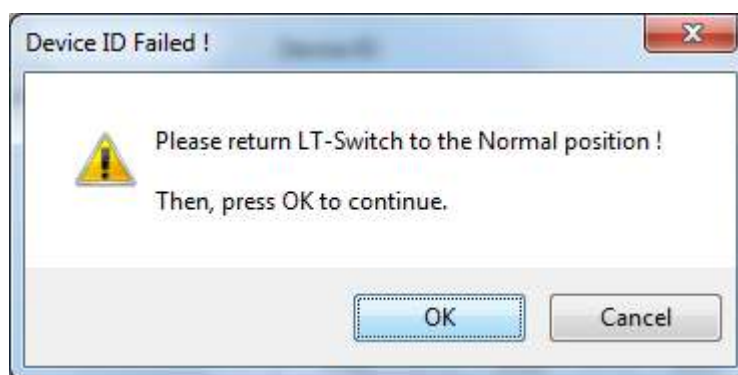 Device ID Failed !
Please return LT-Switch to the Normal position !
Then, press OK to continue.
OK
Cancel